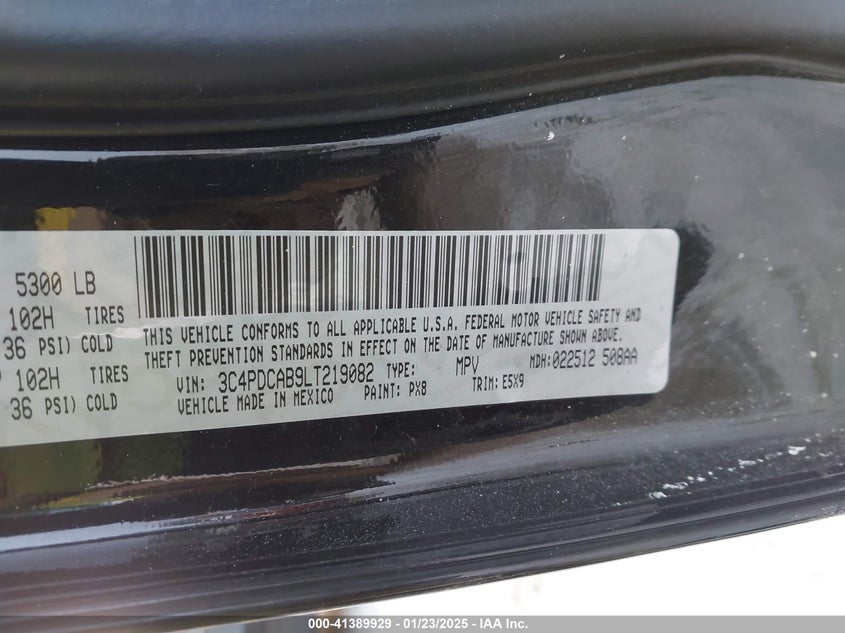 5300 LB
102H TIRES
36 PSI) COLD
102H TIRES
36 PSI) COLD
THIS VEHICLE CONFORMS TO ALL APPLICABLE U.S.A. FEDERAL MOTOR VEHICLE SAFETY AND
THEFT PREVENTION STANDARDS IN EFFECT ON THE DATE OF MANUFACTURE SHOWN ABOVE.
VIN: 3C4PDCAB9LT219082 TYPE: MPV MDH:022512 508AA
VEHICLE MADE IN MEXICO PAINT: PX8 TRIM: E5X9
000-41389929 - 01/23/2025 - IAA Inc.